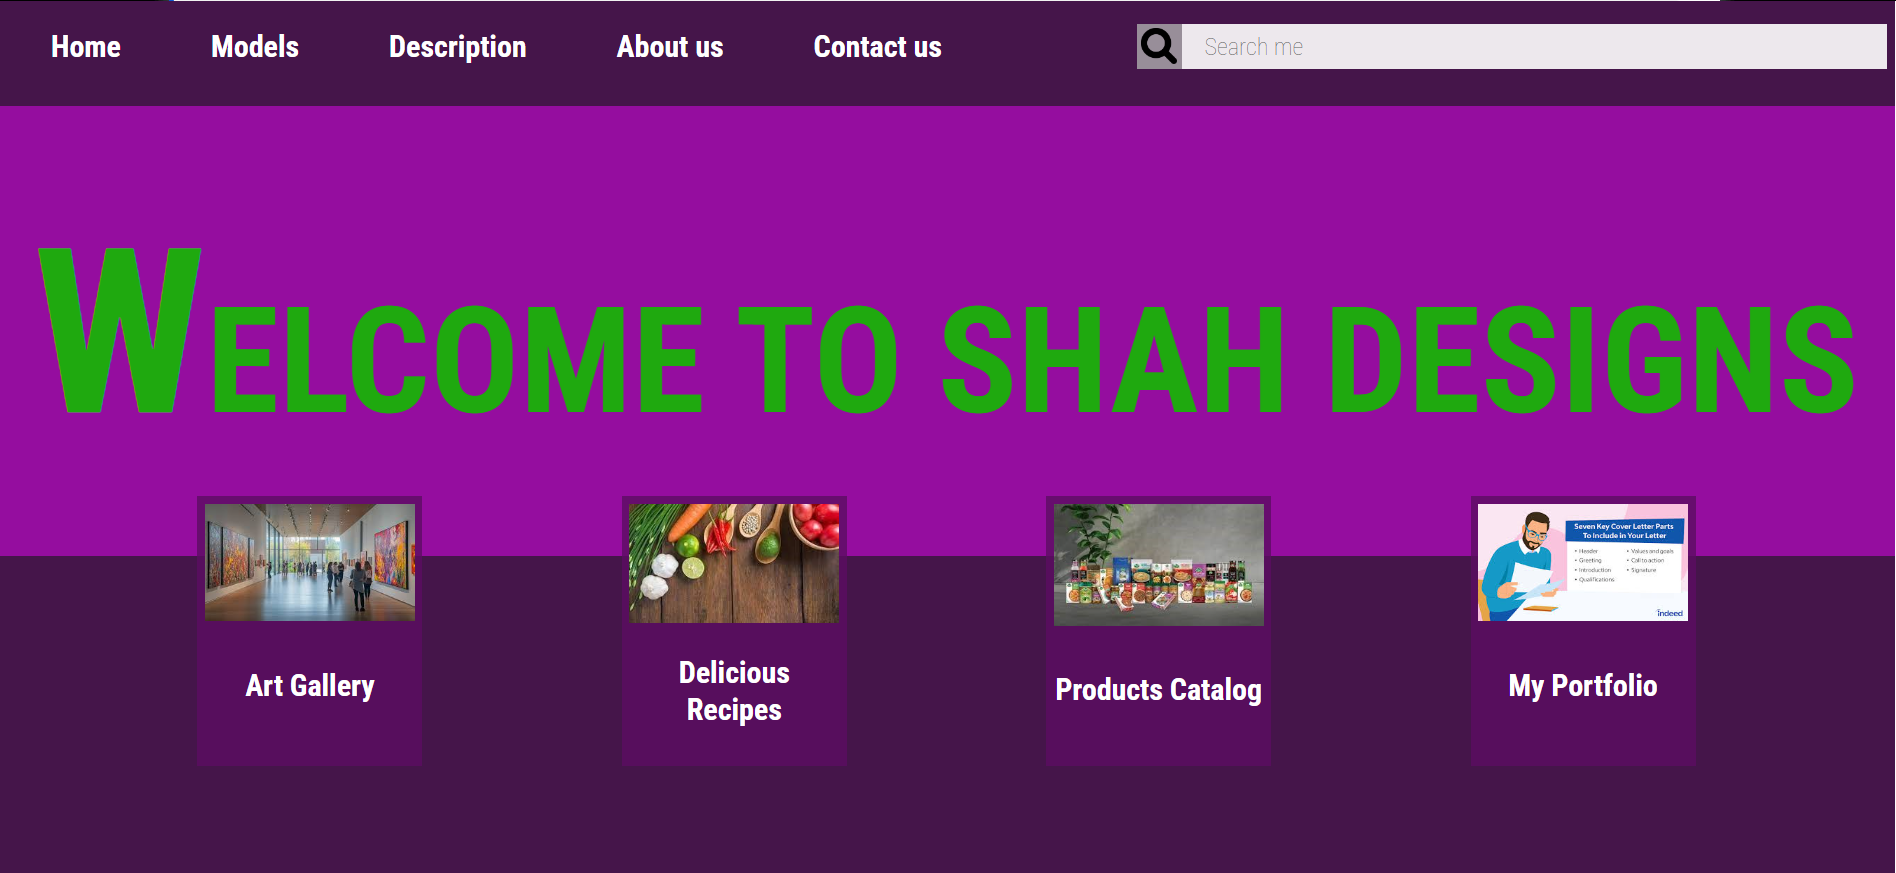 Home Models Description About us Contact us Search me
WELCOME TO SHAH DESIGNS
Seven Key Cover Letter Parts
To Include in Your Letter
• Header
• Greeting
• Introduction
• Qualifications
• Values and goals
• Call to action
• Signature
indeed
Art Gallery
Delicious
Recipes
Products Catalog
My Portfolio